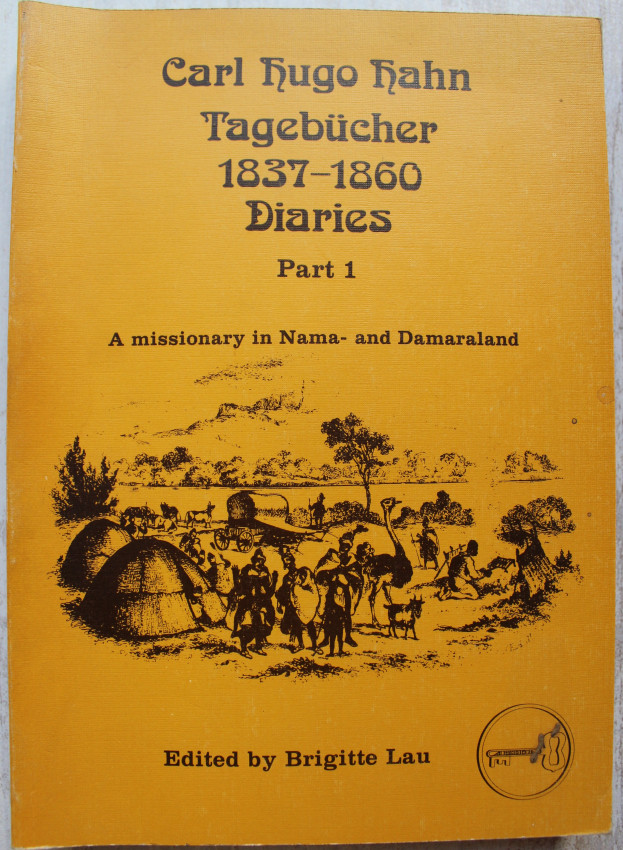 Carl Hugo Hahn
Tagebücher
1837–1860
Diaries
Part 1
A missionary in Nama- and Damaraland
Edited by Brigitte Lau